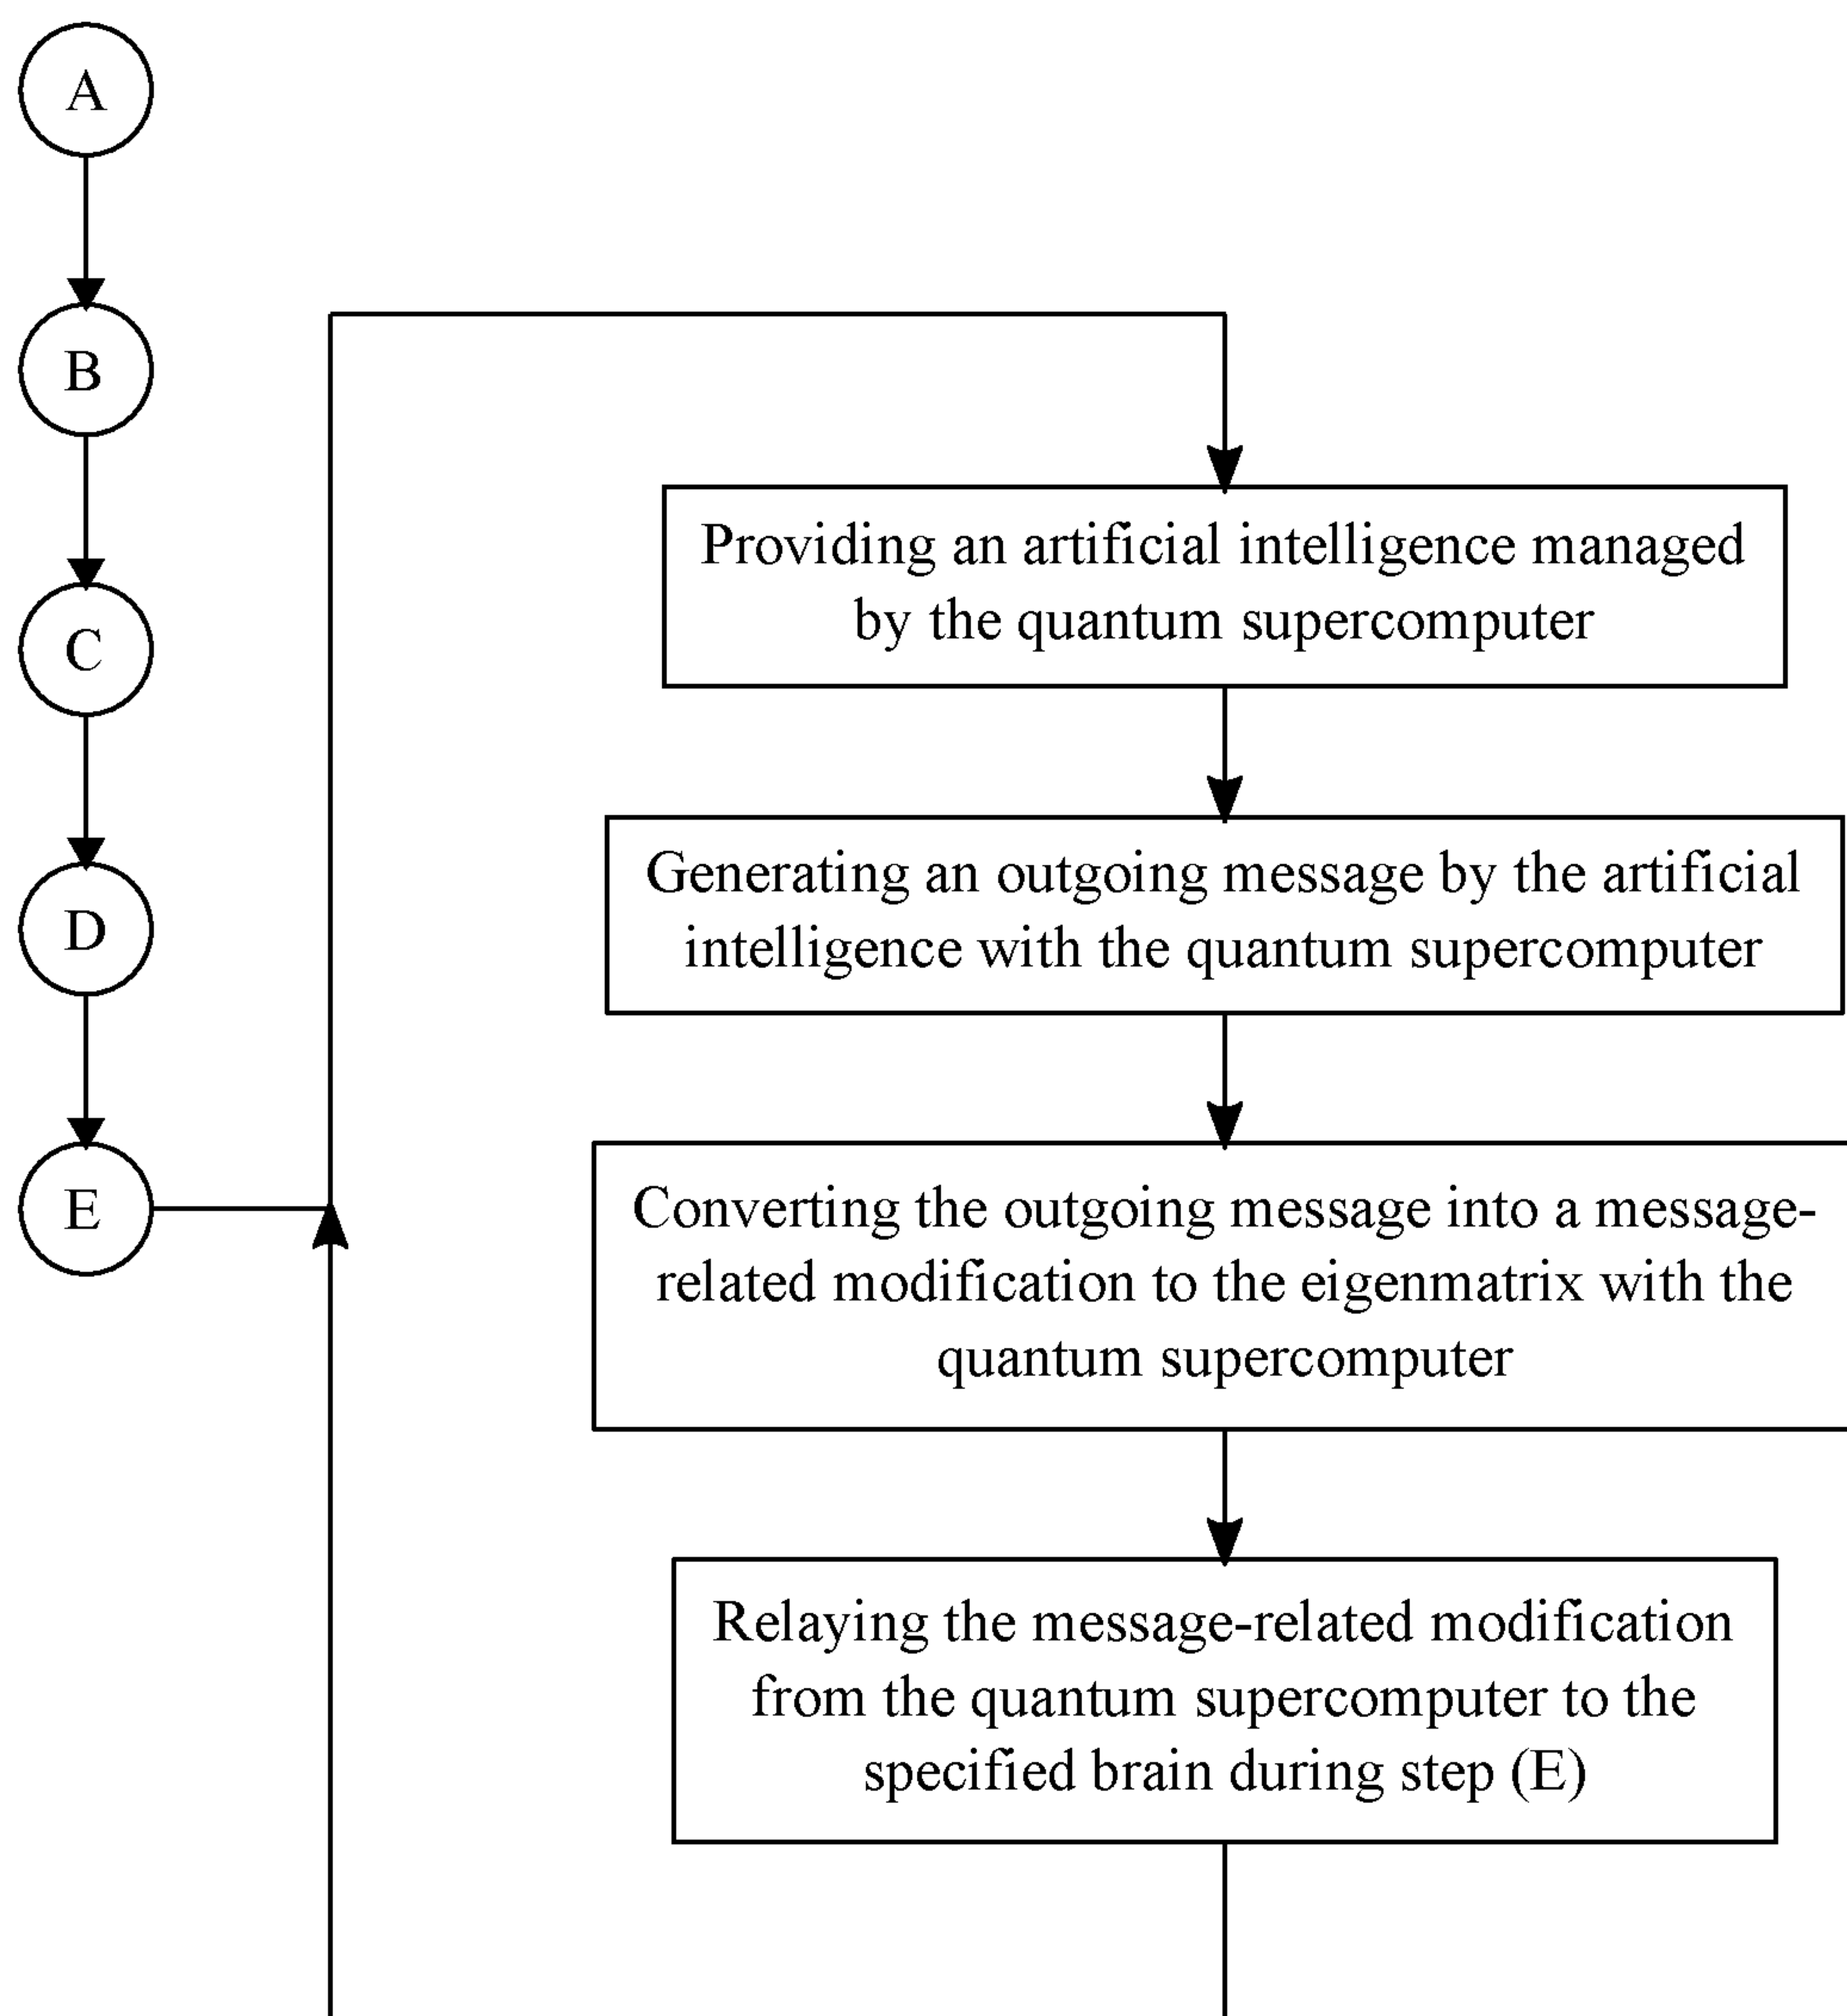 A
B
C
D
E
Providing an artificial intelligence managed
by the quantum supercomputer
Generating an outgoing message by the artificial
intelligence with the quantum supercomputer
Converting the outgoing message into a message-
related modification to the eigenmatrix with the
quantum supercomputer
Relaying the message-related modification
from the quantum supercomputer to the
specified brain during step (E)